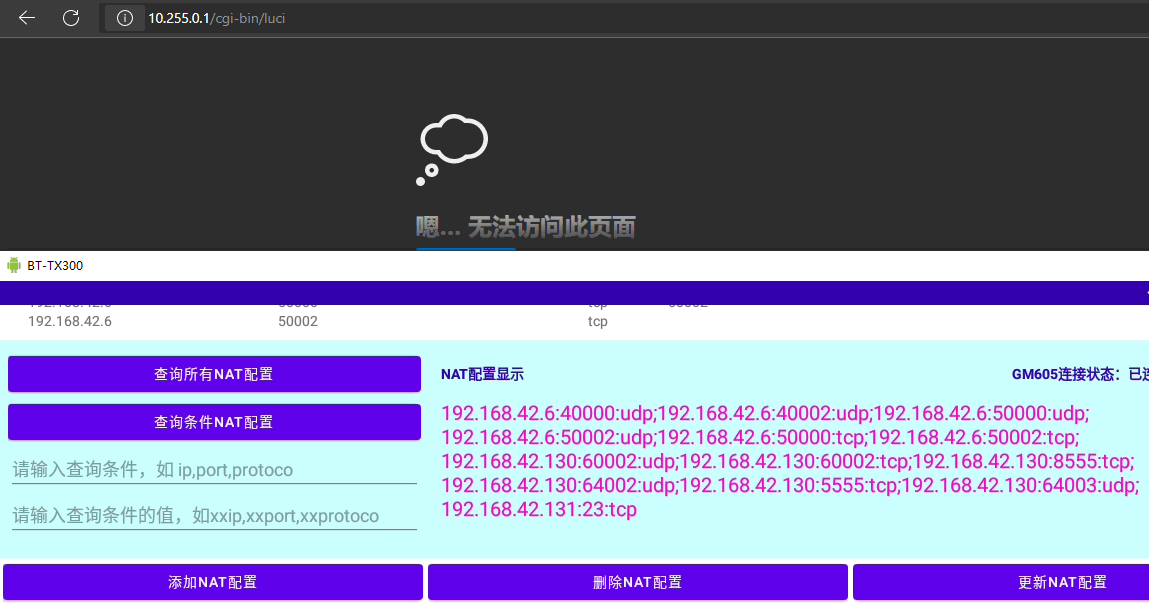 10.255.0.1/cgi-bin/luci
嗯... 无法访问此页面
BT-TX300
192.168.42.6 50002 tcp
查询所有NAT配置
NAT配置显示
GM605连接状态：已连
查询条件NAT配置
192.168.42.6:40000:udp;192.168.42.6:40002:udp;192.168.42.6:50000:udp;
192.168.42.6:50002:udp;192.168.42.6:50000:tcp;192.168.42.6:50002:tcp;
192.168.42.130:60002:udp;192.168.42.130:60002:tcp;192.168.42.130:8555:tcp;
192.168.42.130:64002:udp;192.168.42.130:5555:tcp;192.168.42.130:64003:udp;
192.168.42.131:23:tcp
请输入查询条件，如 ip,port,protoco
请输入查询条件的值，如xxip,xxport,xxprotoco
添加NAT配置
删除NAT配置
更新NAT配置